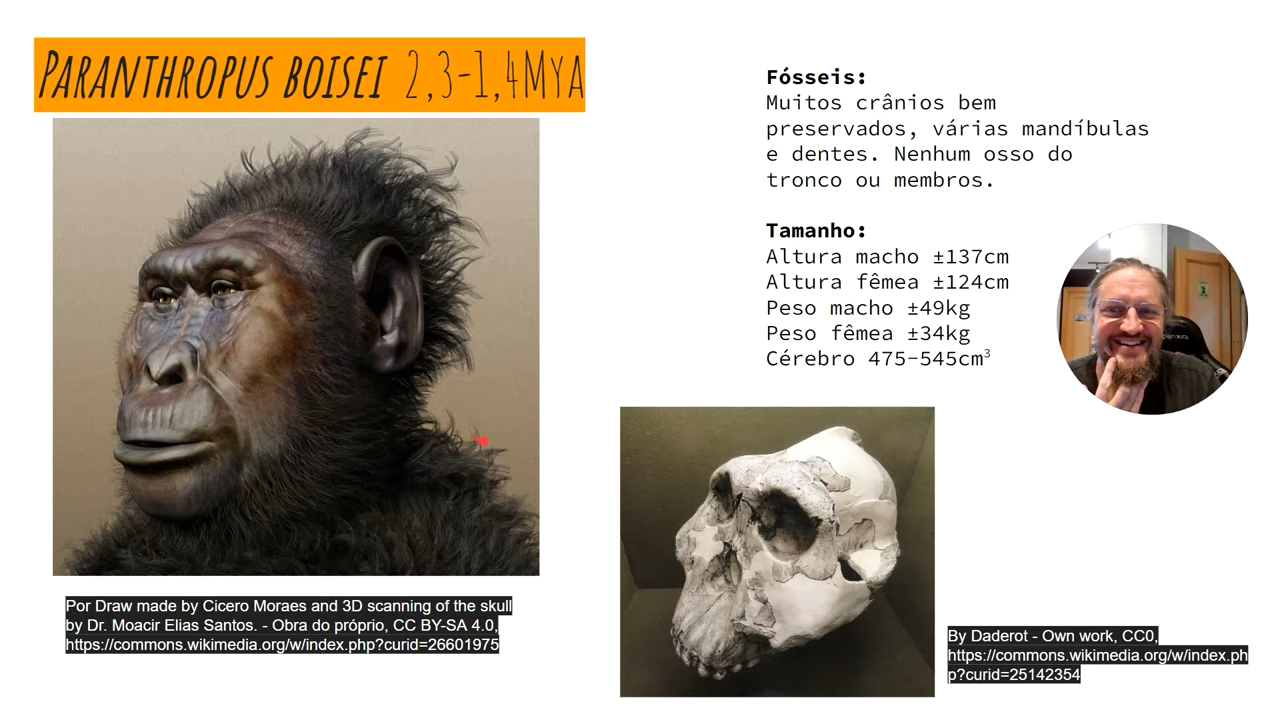 PARANTHROPUS BOISEI 2,3-1,4MYA
Fósseis:
Muitos crânios bem
preservados, várias mandíbulas
e dentes. Nenhum osso do
tronco ou membros.
Tamanho:
Altura macho ±137cm
Altura fêmea ±124cm
Peso macho ±49kg
Peso fêmea ±34kg
Cérebro 475-545cm³
Por Draw made by Cicero Moraes and 3D scanning of the skull
by Dr. Moacir Elias Santos. - Obra do próprio, CC BY-SA 4.0,
https://commons.wikimedia.org/w/index.php?curid=26601975
By Daderot - Own work, CC0,
https://commons.wikimedia.org/w/index.ph
p?curid=25142354